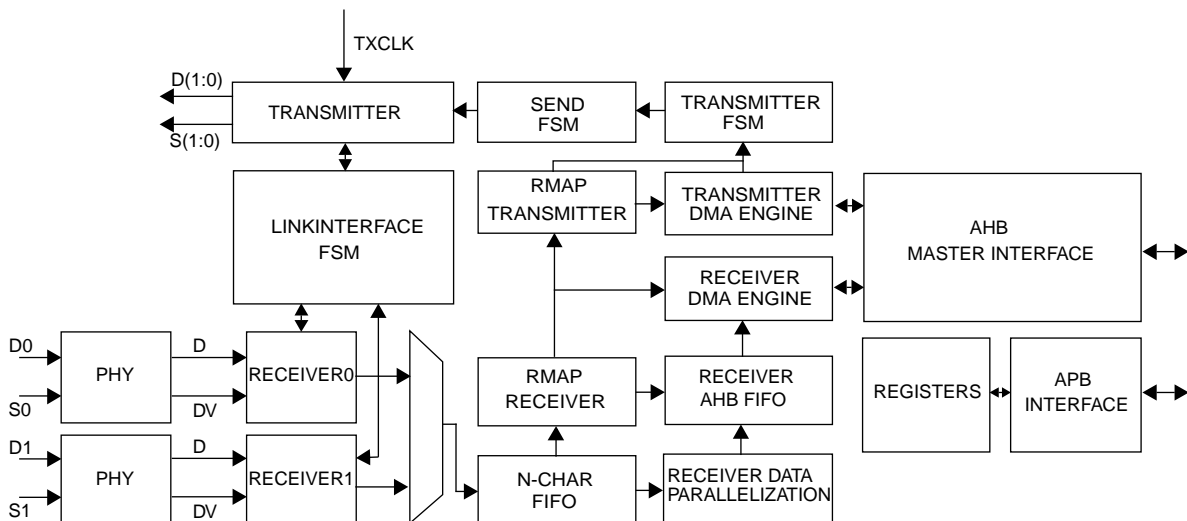 TXCLK
D(1:0)
S(1:0)
TRANSMITTER
SEND
FSM
TRANSMITTER
FSM
LINKINTERFACE
FSM
RMAP
TRANSMITTER
TRANSMITTER
DMA ENGINE
AHB
MASTER INTERFACE
RECEIVER
DMA ENGINE
D0
S0
PHY
D
DV
RECEIVER0
RMAP
RECEIVER
RECEIVER
AHB FIFO
REGISTERS
APB
INTERFACE
D1
S1
PHY
D
DV
RECEIVER1
N-CHAR
FIFO
RECEIVER DATA
PARALLELIZATION